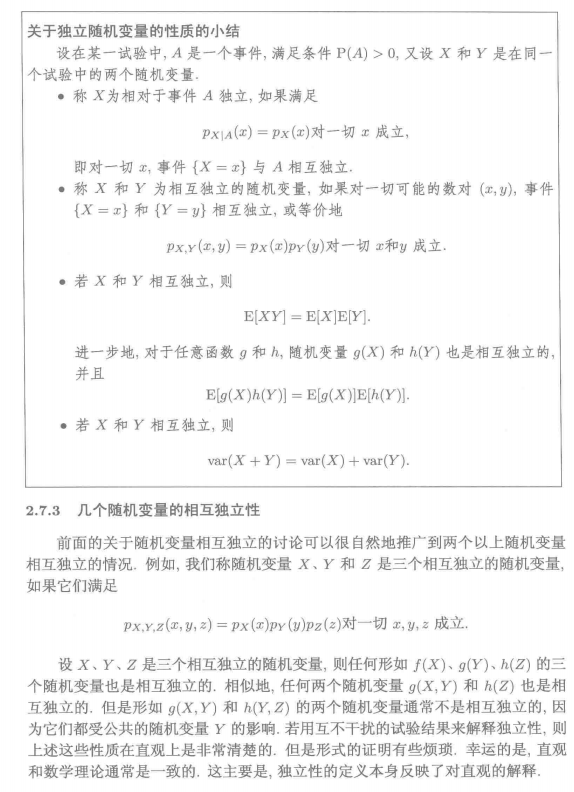 关于独立随机变量的性质的小结
设在某一试验中, A 是一个事件, 满足条件 P(A) > 0, 又设 X 和 Y 是在同一
个试验中的两个随机变量.
• 称 X为相对于事件 A 独立, 如果满足
p_{X|A}(x) = p_X(x)对一切 x 成立,
即对一切 x, 事件 {X = x} 与 A 相互独立.
• 称 X 和 Y 为相互独立的随机变量, 如果对一切可能的数对 (x, y), 事件
{X = x} 和 {Y = y} 相互独立, 或等价地
p_{X,Y}(x, y) = p_X(x)p_Y(y)对一切 x和y 成立.
• 若 X 和 Y 相互独立, 则
E[XY] = E[X]E[Y].
进一步地, 对于任意函数 g 和 h, 随机变量 g(X) 和 h(Y) 也是相互独立的,
并且
E[g(X)h(Y)] = E[g(X)]E[h(Y)].
• 若 X 和 Y 相互独立, 则
var(X + Y) = var(X) + var(Y).
2.7.3 几个随机变量的相互独立性
前面的关于随机变量相互独立的讨论可以很自然地推广到两个以上随机变量
相互独立的情况. 例如, 我们称随机变量 X、Y 和 Z 是三个相互独立的随机变量,
如果它们满足
p_{X,Y,Z}(x, y, z) = p_X(x)p_Y(y)p_Z(z)对一切 x, y, z 成立.
设 X、Y、Z 是三个相互独立的随机变量, 则任何形如 f(X)、g(Y)、h(Z) 的三
个随机变量也是相互独立的. 相似地, 任何两个随机变量 g(X, Y) 和 h(Z) 也是相
互独立的. 但是形如 g(X, Y) 和 h(Y, Z) 的两个随机变量通常不是相互独立的, 因
为它们都受公共的随机变量 Y 的影响. 若用互不干扰的试验结果来解释独立性, 则
上述这些性质在直观上是非常清楚的. 但是形式的证明有些烦琐. 幸运的是, 直观
和数学理论通常是一致的. 这主要是, 独立性的定义本身反映了对直观的解释.